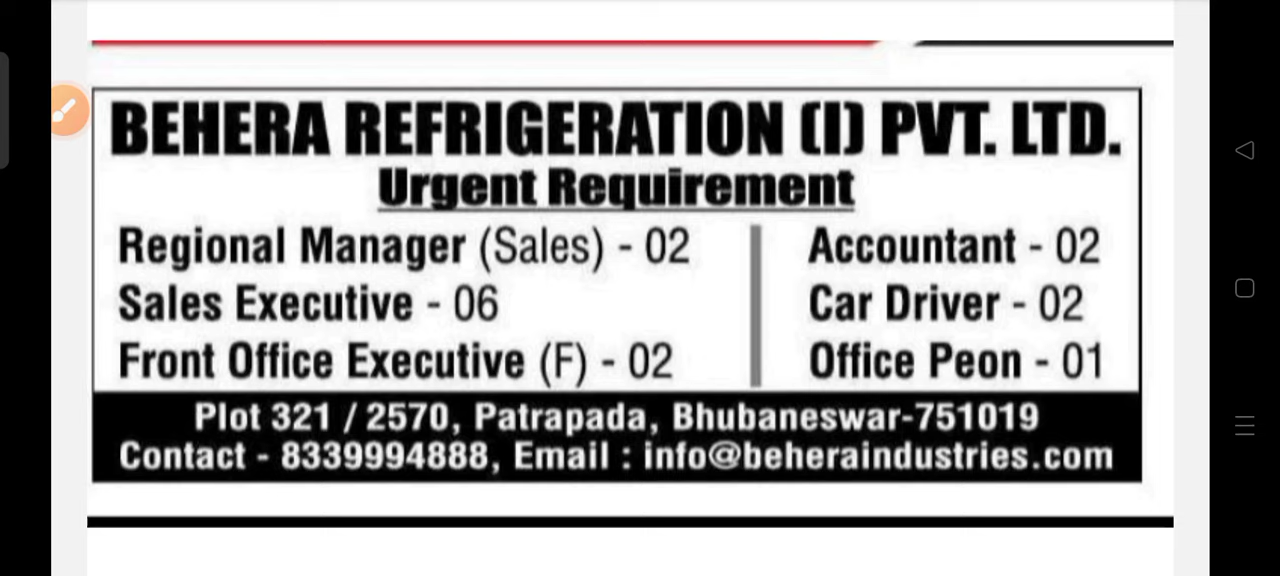 BEHERA REFRIGERATION (I) PVT. LTD.
Urgent Requirement
Regional Manager (Sales) - 02
Sales Executive - 06
Front Office Executive (F) - 02
Accountant - 02
Car Driver - 02
Office Peon - 01
Plot 321 / 2570, Patrapada, Bhubaneswar-751019
Contact - 8339994888, Email : info@beheraindustries.com